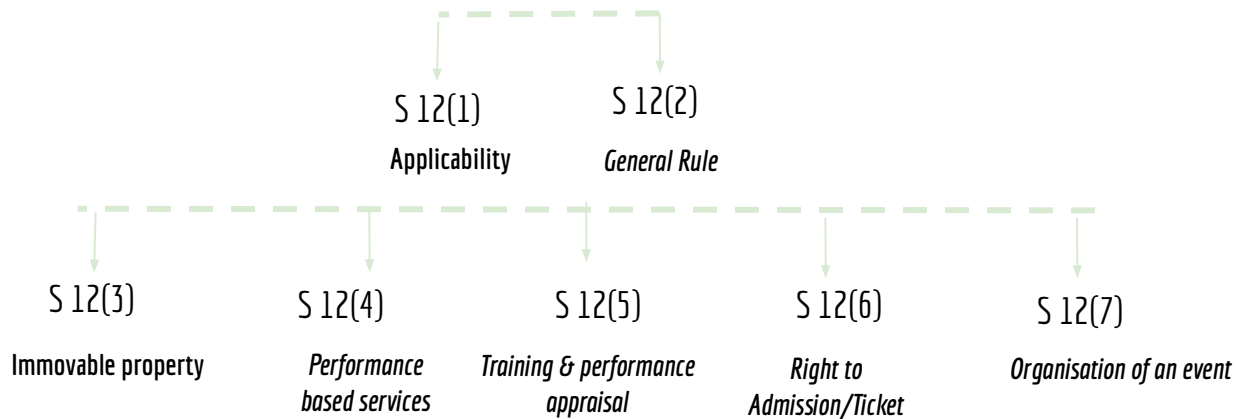 S 12(1)
S 12(2)
Applicability
General Rule
S 12(3)
S 12(4)
S 12(5)
S 12(6)
S 12(7)
Immovable property
Performance
based services
Training & performance
appraisal
Right to
Admission/Ticket
Organisation of an event